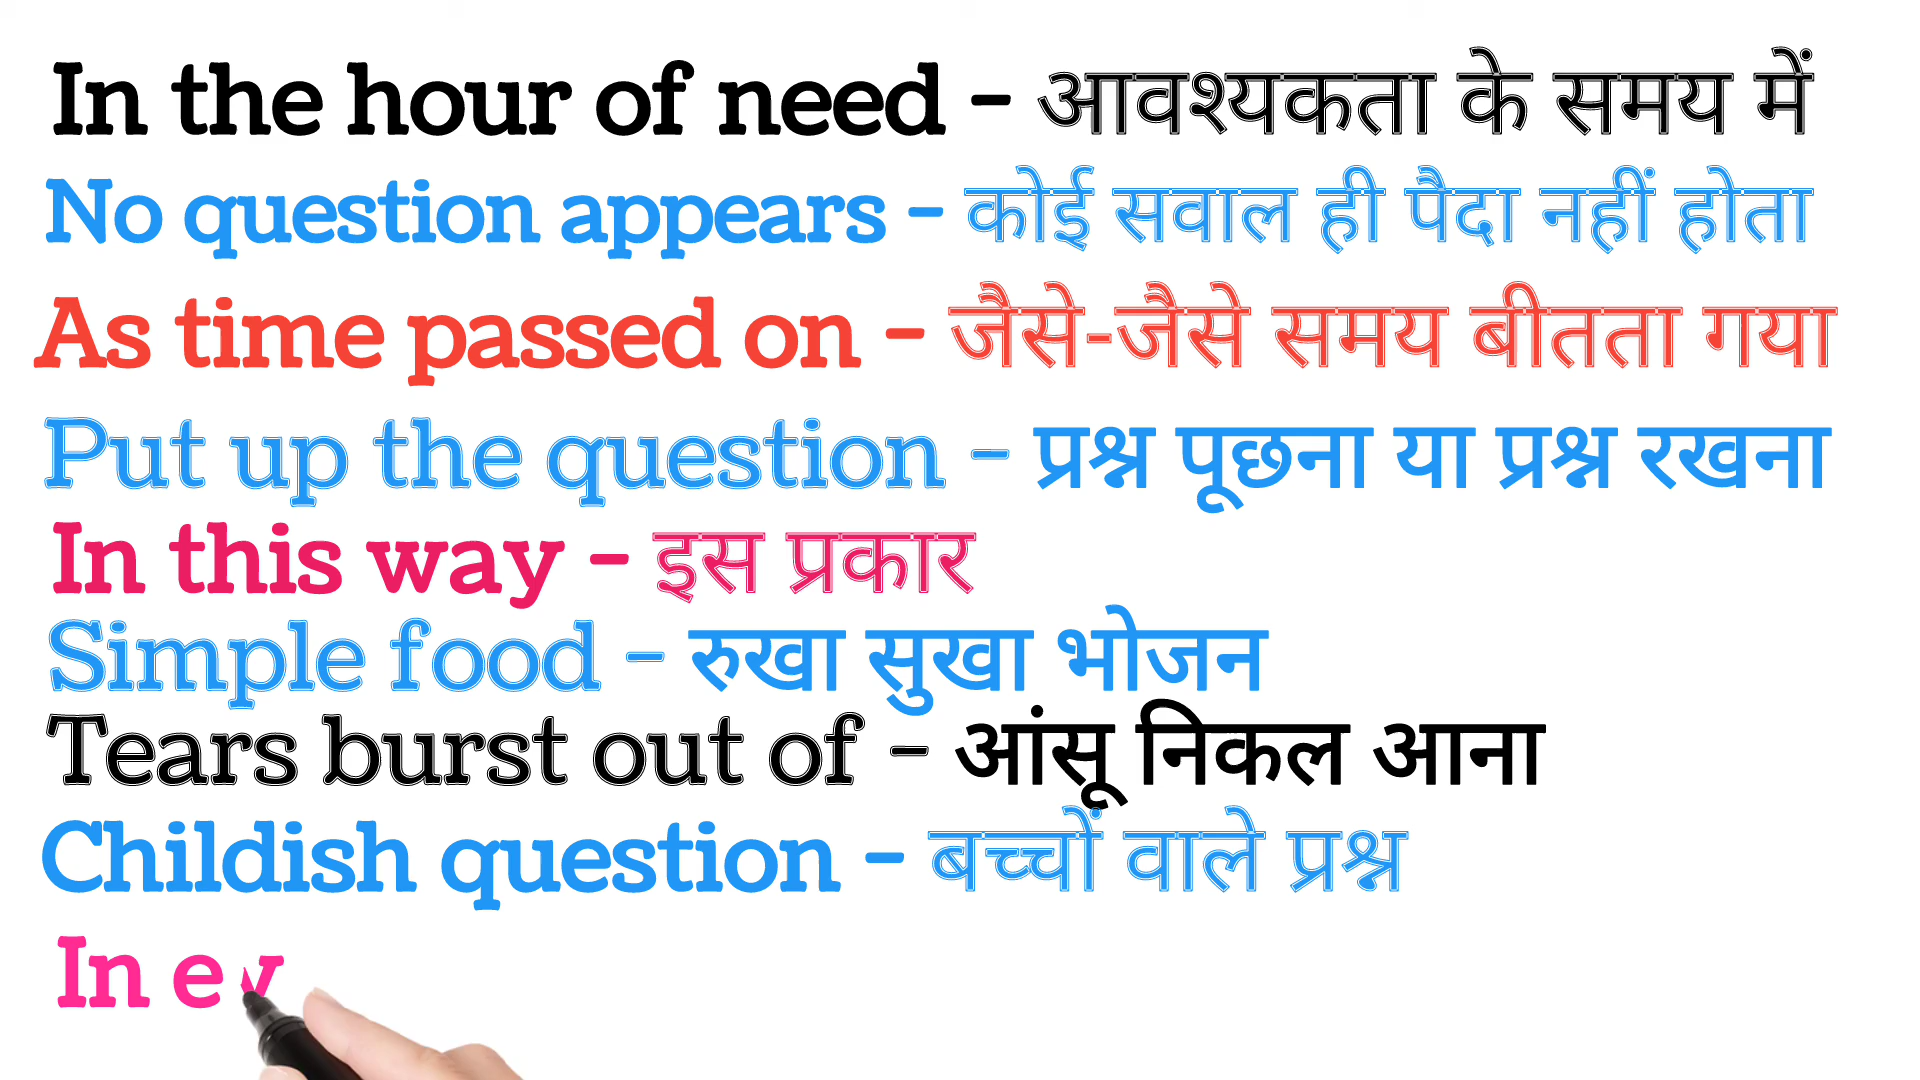 In the hour of need - आवश्यकता के समय में
No question appears - कोई सवाल ही पैदा नहीं होता
As time passed on - जैसे-जैसे समय बीतता गया
Put up the question - प्रश्न पूछना या प्रश्न रखना
In this way - इस प्रकार
Simple food - रुखा सुखा भोजन
Tears burst out of - आंसू निकल आना
Childish question - बच्चों वाले प्रश्न
In ev